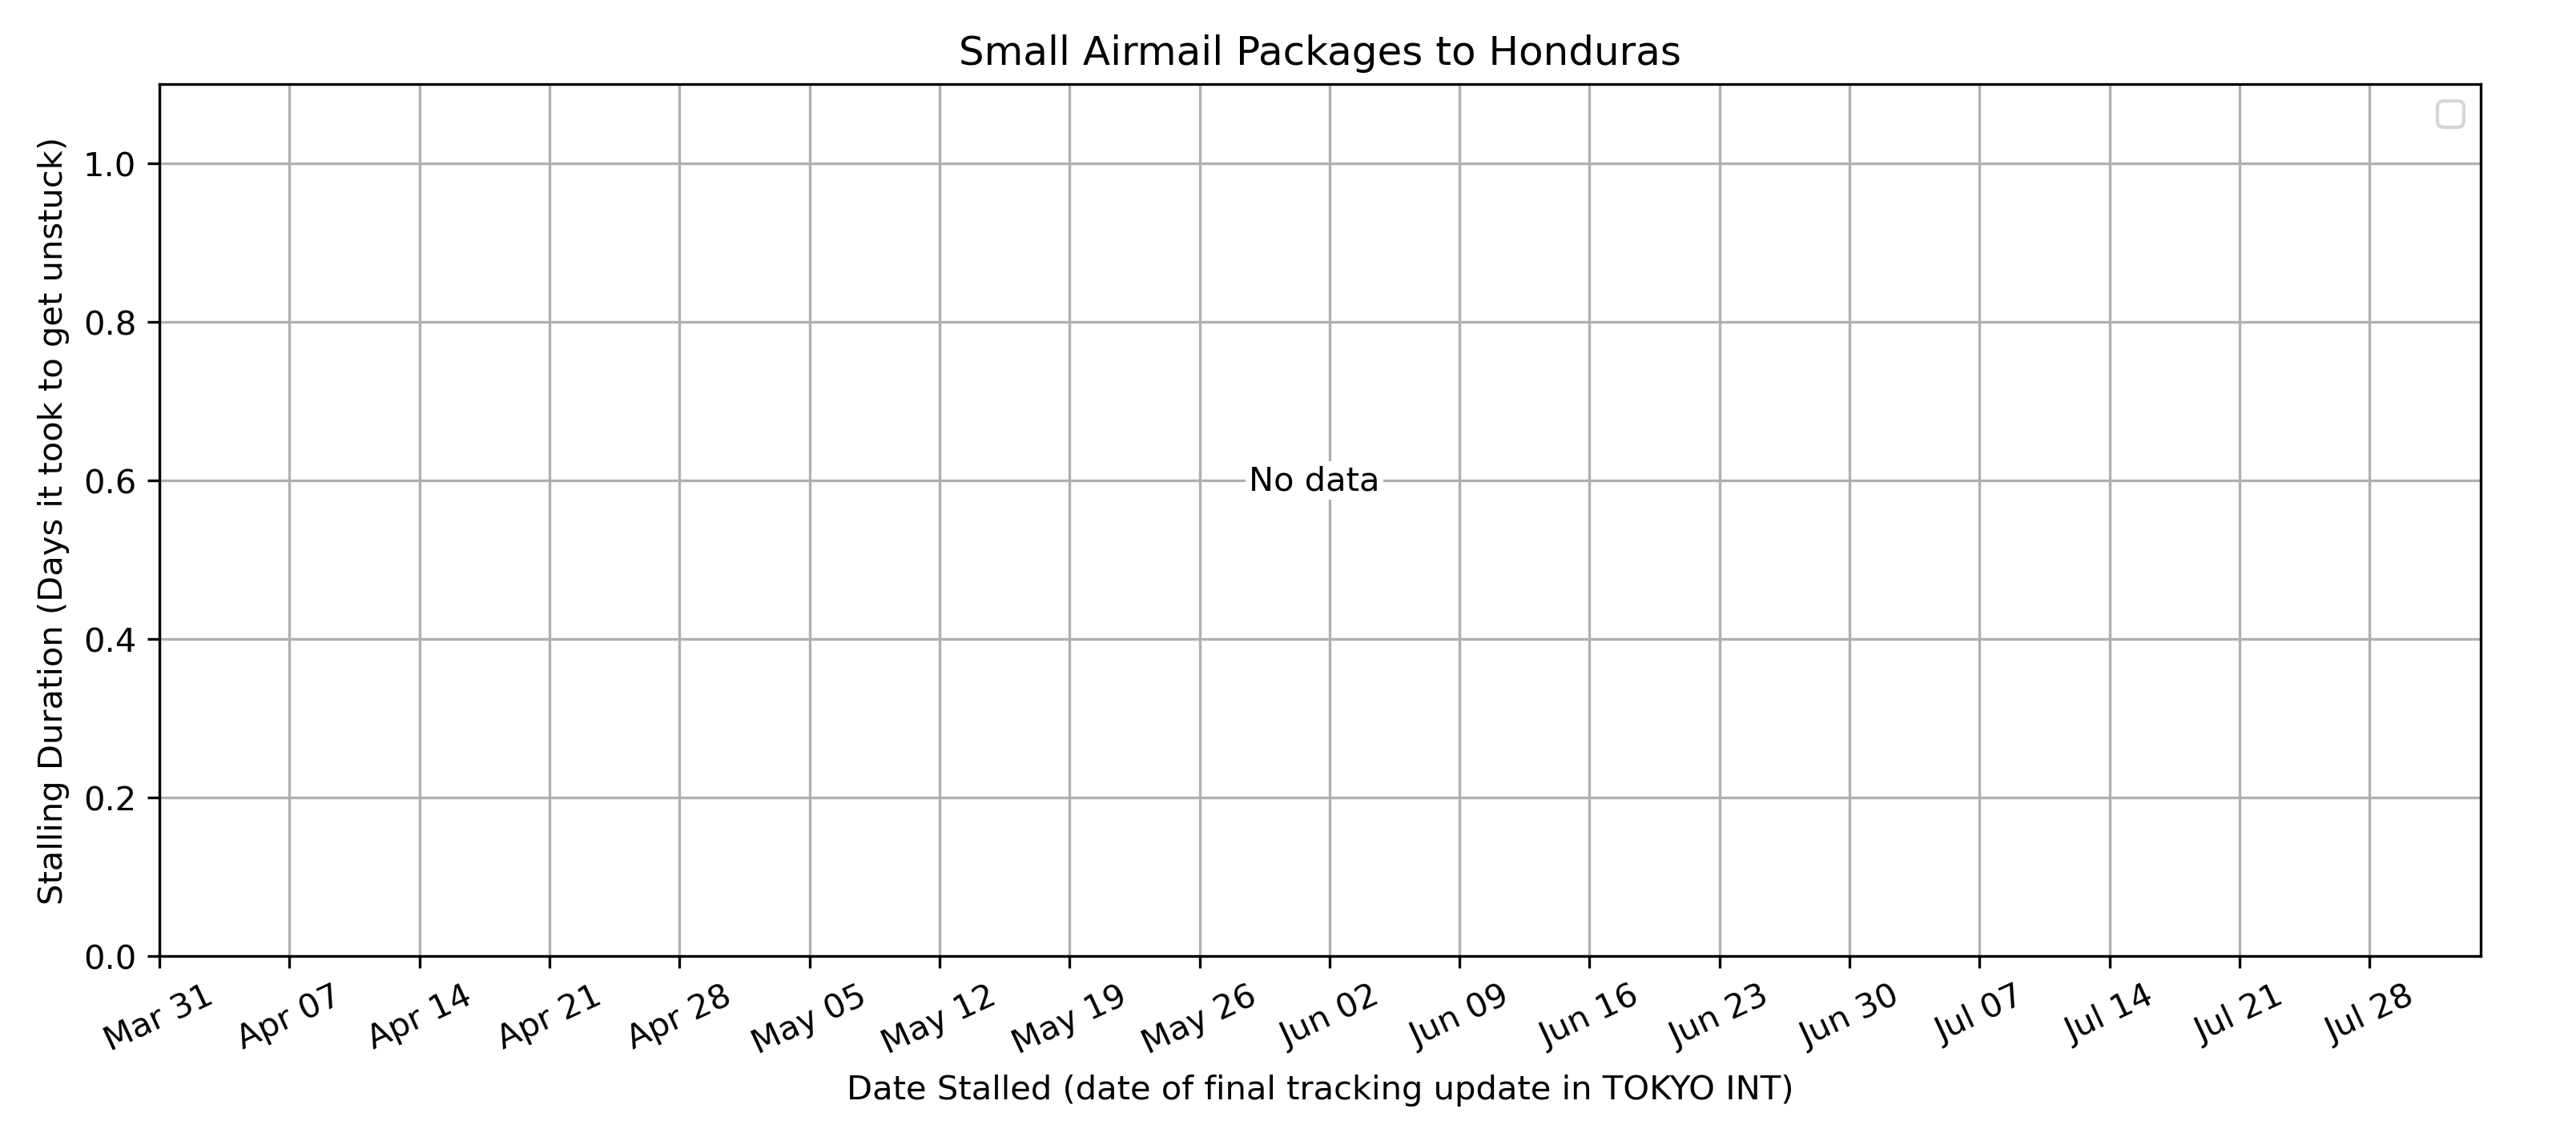 Small Airmail Packages to Honduras
Stalling Duration (Days it took to get unstuck)
1.0
0.8
0.6
0.4
0.2
0.0
No data
Mar 31 Apr 07 Apr 14 Apr 21 Apr 28 May 05 May 12 May 19 May 26 Jun 02 Jun 09 Jun 16 Jun 23 Jun 30 Jul 07 Jul 14 Jul 21 Jul 28
Date Stalled (date of final tracking update in TOKYO INT)